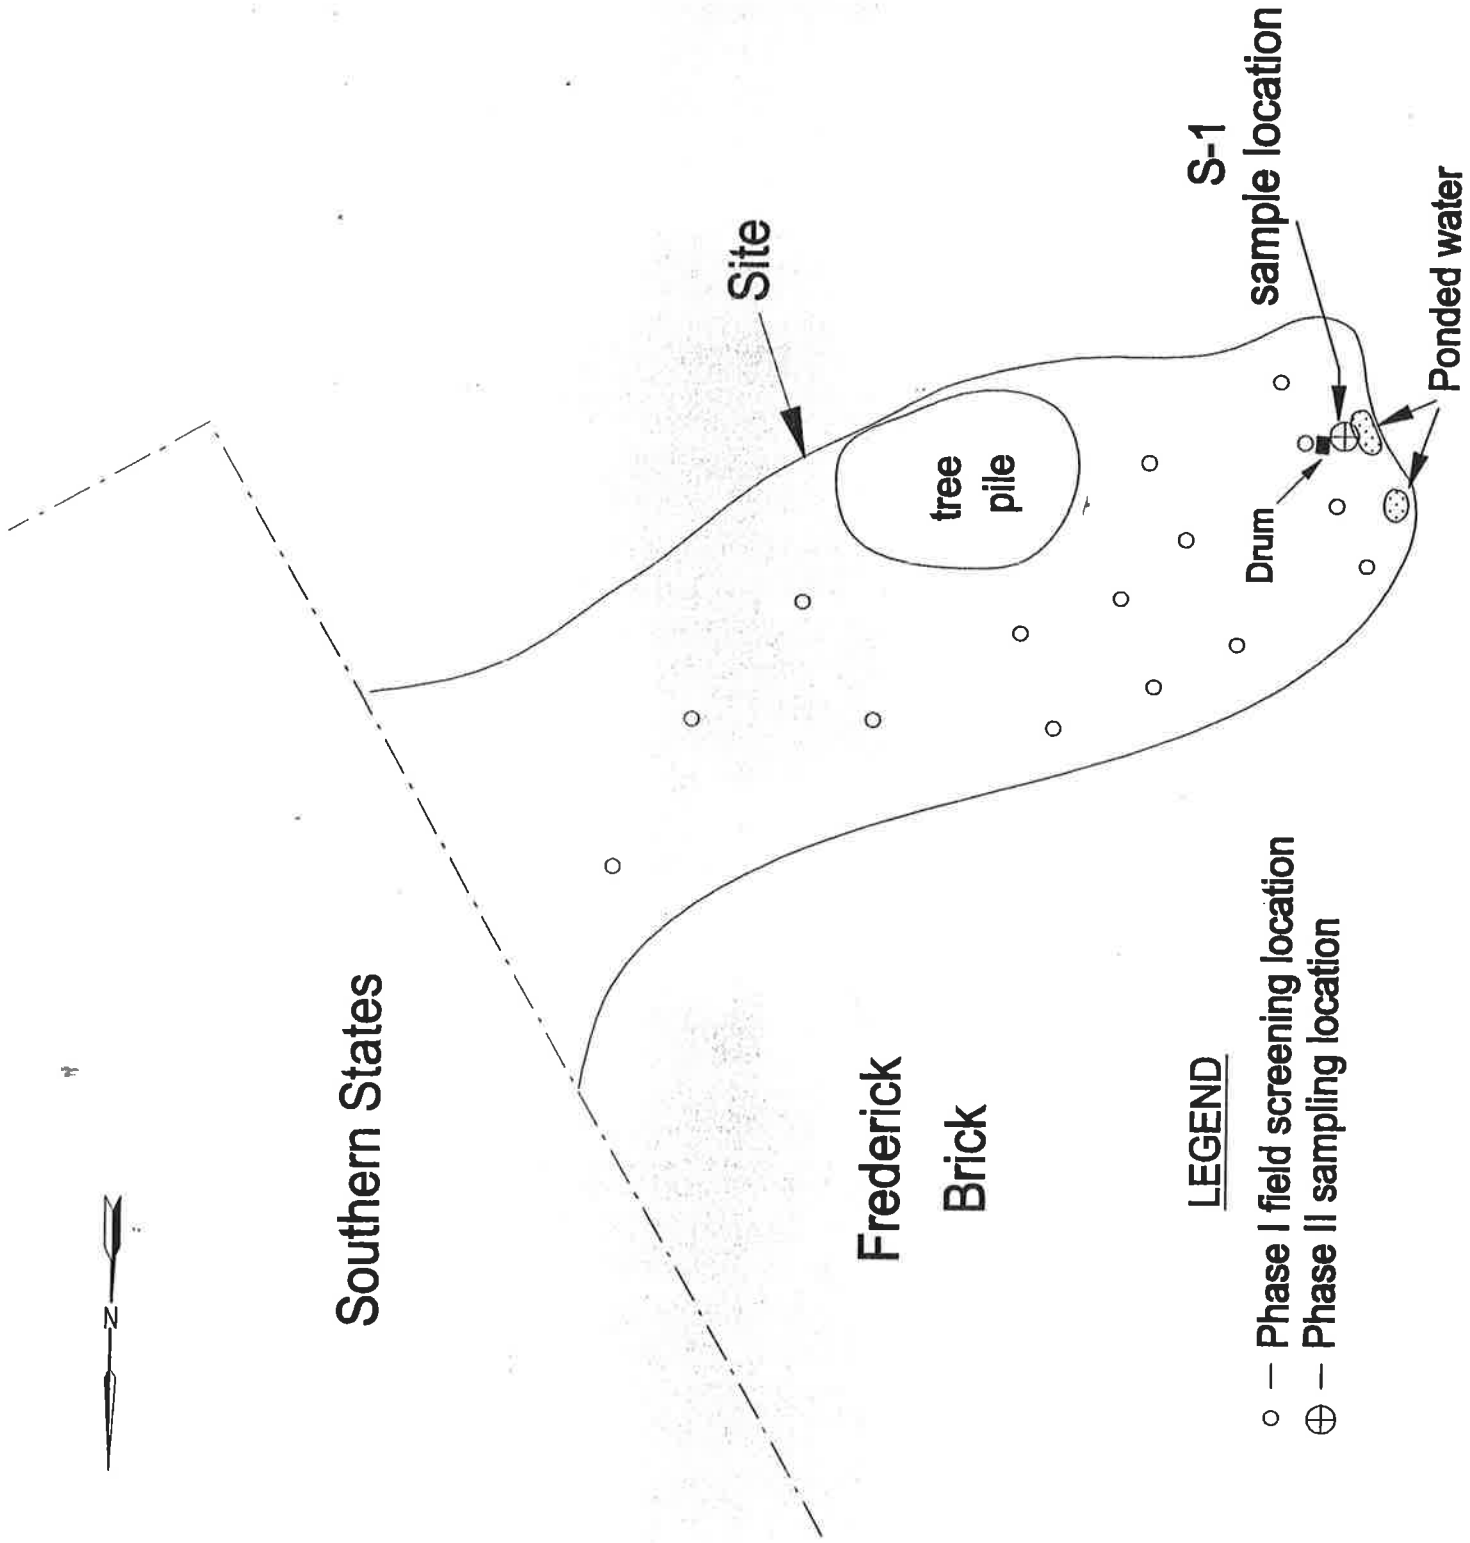 N
Southern States
Site
tree
pile
S-1
sample location
Drum
Ponded water
Frederick
Brick
LEGEND
– Phase I field screening location
– Phase II sampling location